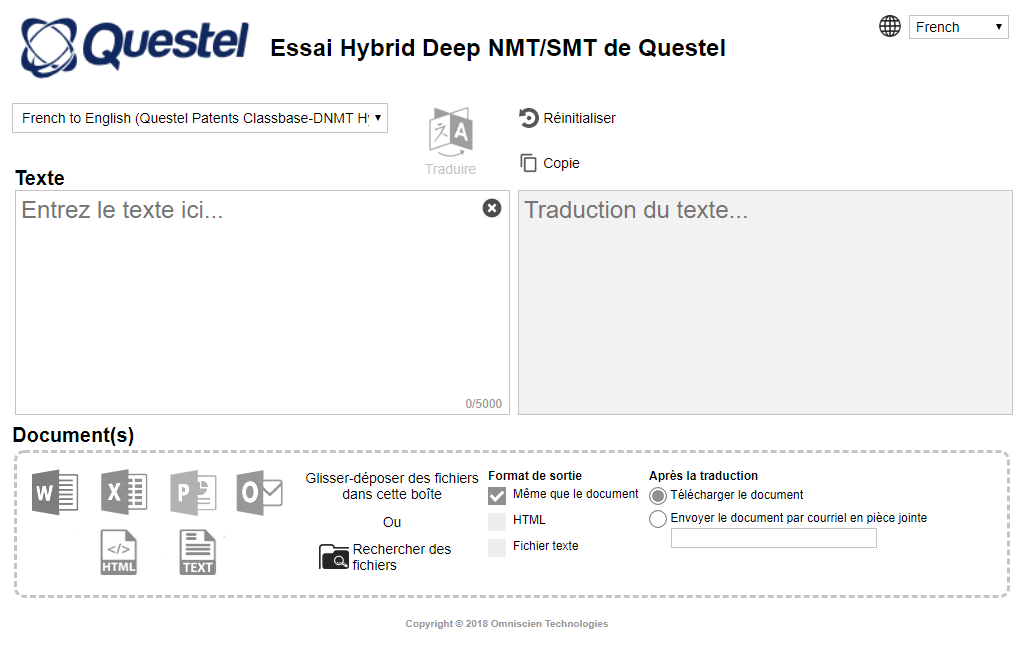 Questel
Essai Hybrid Deep NMT/SMT de Questel
French
French to English (Questel Patents Classbase-DNMT Hy
A
Traduire
Réinitialiser
Copie
Texte
Entrez le texte ici...
0/5000
Traduction du texte...
Document(s)
W
X
P
O
</>
HTML
TEXT
Glisser-déposer des fichiers
dans cette boîte
Ou
Rechercher des
fichiers
Format de sortie
Même que le document
HTML
Fichier texte
Après la traduction
Télécharger le document
Envoyer le document par courriel en pièce jointe
Copyright © 2018 Omniscien Technologies